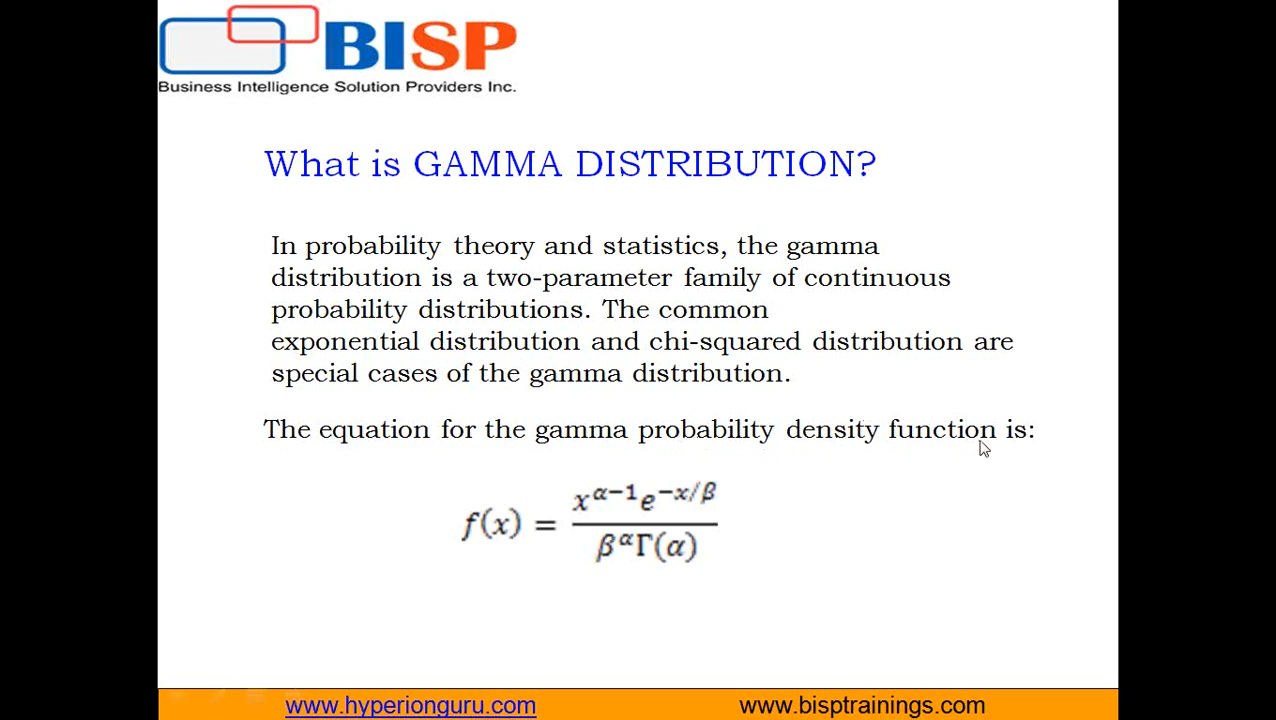 BISP
Business Intelligence Solution Providers Inc.
What is GAMMA DISTRIBUTION?
In probability theory and statistics, the gamma
distribution is a two-parameter family of continuous
probability distributions. The common
exponential distribution and chi-squared distribution are
special cases of the gamma distribution.
The equation for the gamma probability density function is:
f(x) = x^{α−1}e^{−x/β} / β^{α}Γ(α)
www.hyperionguru.com
www.bisptrainings.com